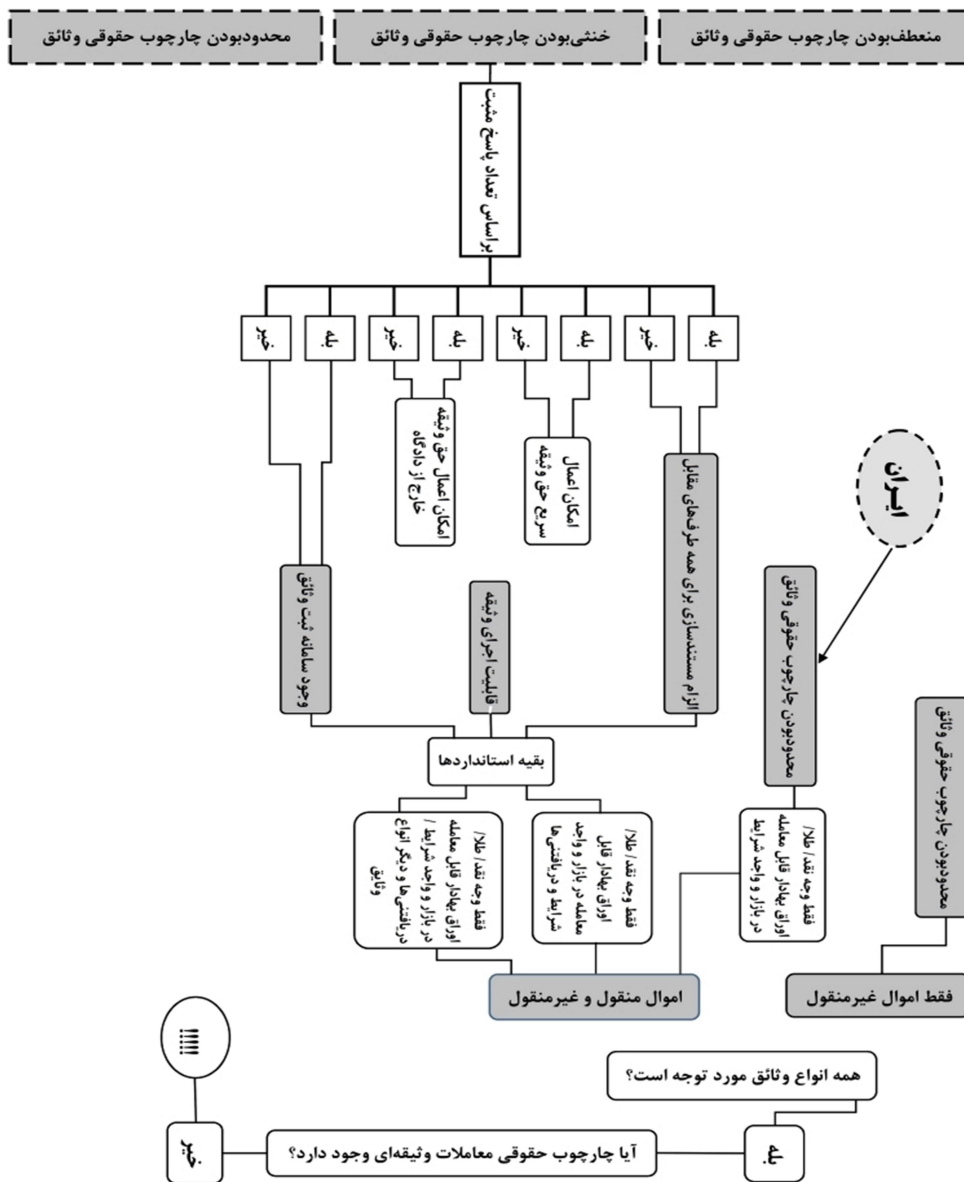 منعطف‌بودن چارچوب حقوقی وثائق
خنثی‌بودن چارچوب حقوقی وثائق
محدودبودن چارچوب حقوقی وثائق
براساس تعداد پاسخ مثبت
بله
خیر
بله
خیر
بله
خیر
بله
خیر
الزام مستندسازی برای همه طرف‌های مقابل
امکان اعمال
سریع حق وثیقه
امکان اعمال حق وثیقه
خارج از دادگاه
وجود سامانه ثبت وثائق
قابلیت اجرای وثیقه
ایران
محدودبودن چارچوب حقوقی وثائق
محدودبودن چارچوب حقوقی وثائق
بقیه استانداردها
فقط وجه نقد/ طلا/
اوراق بهادار قابل معامله
در بازار و واجد شرایط
فقط وجه نقد/ طلا/
اوراق بهادار قابل
معامله در بازار و واجد
شرایط و دریافتنی‌ها
فقط وجه نقد/ طلا/
اوراق بهادار قابل معامله
در بازار و واجد شرایط /
دریافتنی‌ها و دیگر انواع
وثایق
فقط اموال غیرمنقول
اموال منقول و غیرمنقول
همه انواع وثائق مورد توجه است؟
بله
آیا چارچوب حقوقی معاملات وثیقه‌ای وجود دارد؟
خیر
!!!!!!